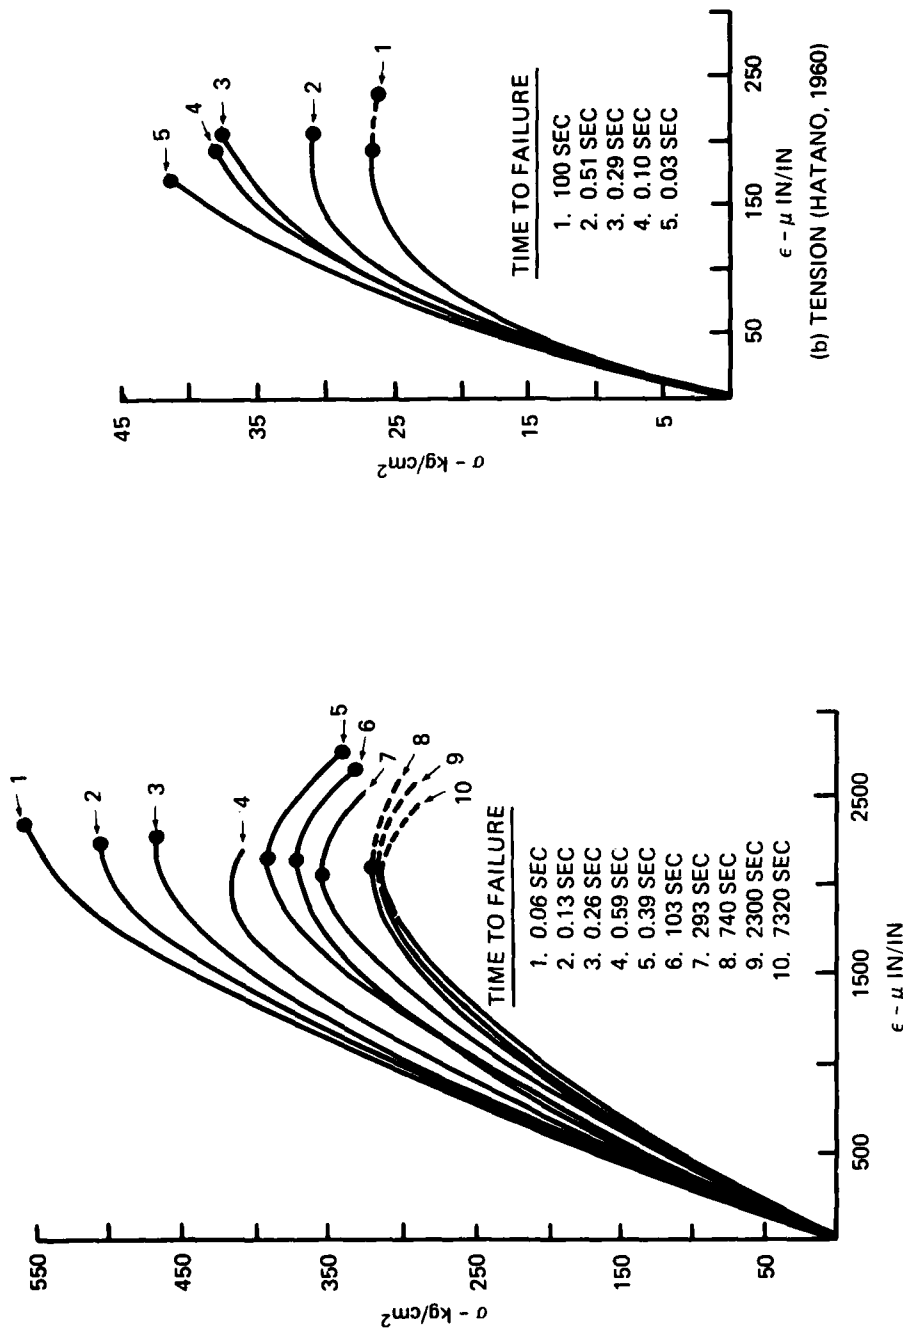 550
450
350
250
150
50
σ - kg/cm²
1
2
3
4
5
6
7
8
9
10
TIME TO FAILURE
1. 0.06 SEC
2. 0.13 SEC
3. 0.26 SEC
4. 0.59 SEC
5. 0.39 SEC
6. 103 SEC
7. 293 SEC
8. 740 SEC
9. 2300 SEC
10. 7320 SEC
500
1500
2500
ϵ - μ IN/IN
45
35
25
15
5
σ - kg/cm²
5
4
3
2
1
TIME TO FAILURE
1. 100 SEC
2. 0.51 SEC
3. 0.29 SEC
4. 0.10 SEC
5. 0.03 SEC
50
150
250
ϵ - μ IN/IN
(b) TENSION (HATANO, 1960)